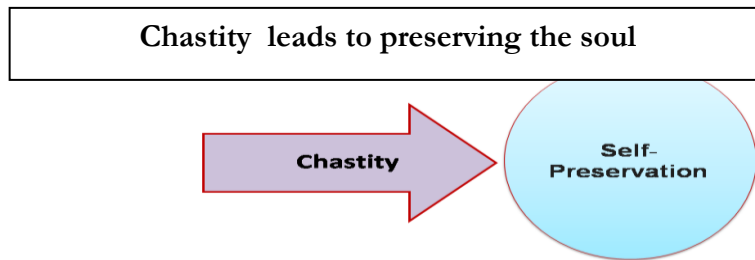 Chastity leads to preserving the soul
Chastity
Self-
Preservation